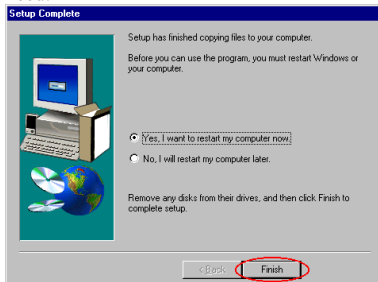 Setup Complete
Setup has finished copying files to your computer.
Before you can use the program, you must restart Windows or
your computer.
Yes, I want to restart my computer now.
No, I will restart my computer later.
Remove any disks from their drives, and then click Finish to
complete setup.
< Back
Finish